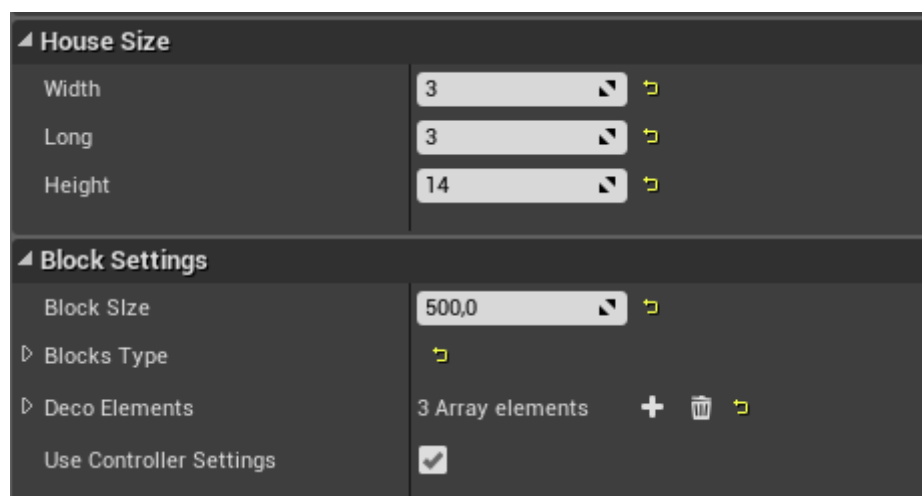 House Size
Width 3
Long 3
Height 14
Block Settings
Block SIze 500,0
Blocks Type
Deco Elements 3 Array elements
Use Controller Settings